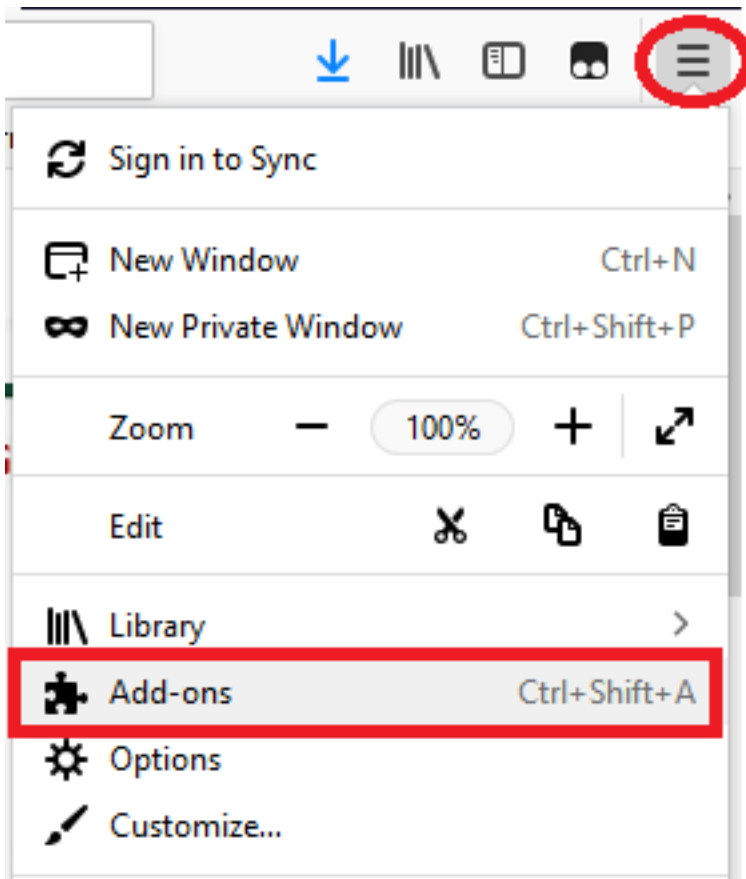 Sign in to Sync
New Window Ctrl+N
New Private Window Ctrl+Shift+P
Zoom 100%
Edit
Library
Add-ons Ctrl+Shift+A
Options
Customize...